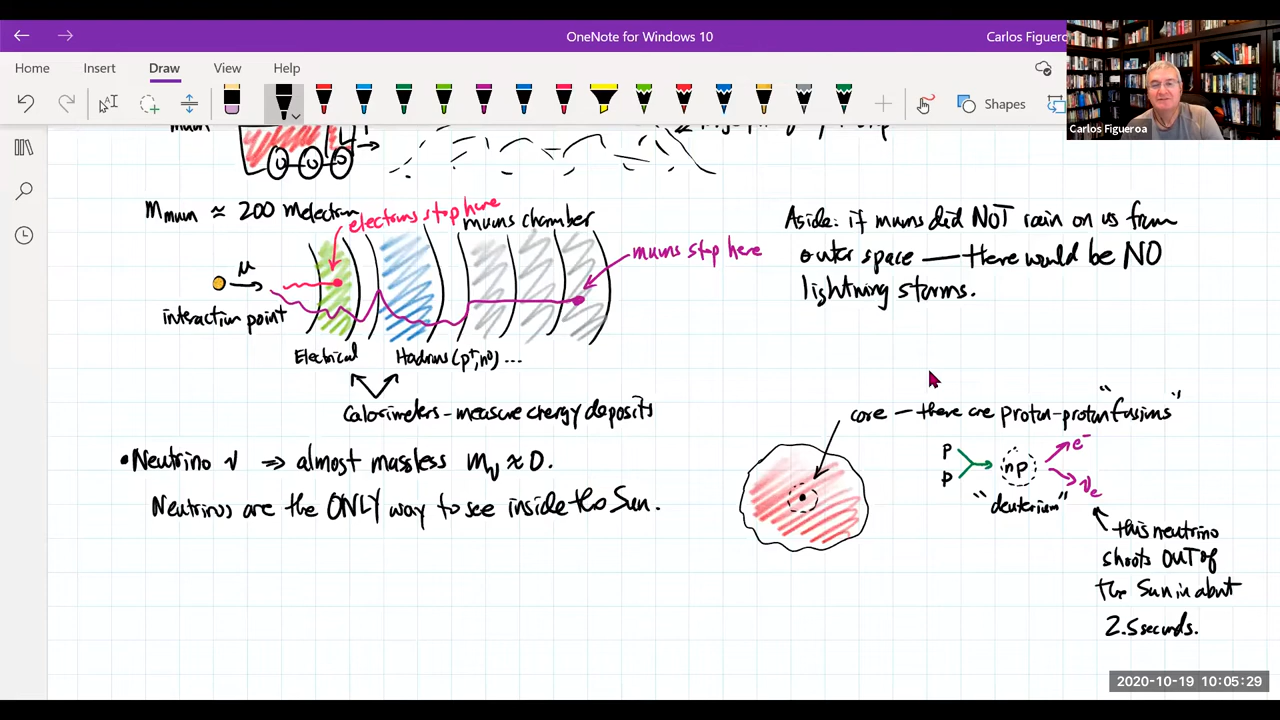 OneNote for Windows 10
Carlos Figueroa
Home Insert Draw View Help
Shapes
Carlos Figueroa
muon
M muon ≈ 200 Melectron
electrons stop here
muons chamber
muons stop here
μ
interaction point
Electrical
Hadrons (p+, n0) ...
Calorimeters - measure energy deposits
• Neutrino ν ⇒ almost massless mν ≈ 0.
Neutrinos are the ONLY way to see inside the Sun.
Aside: if muons did NOT rain on us from
outer space — there would be NO
lightning storms.
core — there are proton-proton "fusions"
p
p
np
e-
νe
"deuterium"
this neutrino
shoots OUT of
the Sun in about
2.5 seconds.
2020-10-19 10:05:29